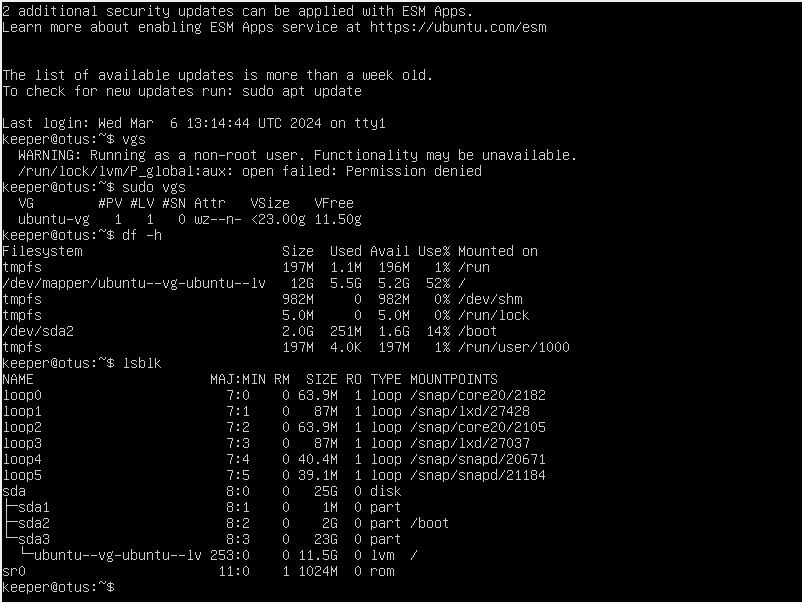 2 additional security updates can be applied with ESM Apps.
Learn more about enabling ESM Apps service at https://ubuntu.com/esm
The list of available updates is more than a week old.
To check for new updates run: sudo apt update
Last login: Wed Mar  6 13:14:44 UTC 2024 on tty1
keeper@otus:~$ vgs
  WARNING: Running as a non-root user. Functionality may be unavailable.
  /run/lock/lvm/P_global:aux: open failed: Permission denied
keeper@otus:~$ sudo vgs
  VG        #PV #LV #SN Attr   VSize   VFree
  ubuntu-vg   1   1   0 wz--n- <23.00g 11.50g
keeper@otus:~$ df -h
Filesystem                         Size  Used Avail Use% Mounted on
tmpfs                              197M  1.1M  196M   1% /run
/dev/mapper/ubuntu--vg-ubuntu--lv   12G  5.5G  5.2G  52% /
tmpfs                              982M     0  982M   0% /dev/shm
tmpfs                              5.0M     0  5.0M   0% /run/lock
/dev/sda2                          2.0G  251M  1.6G  14% /boot
tmpfs                              197M  4.0K  197M   1% /run/user/1000
keeper@otus:~$ lsblk
NAME                      MAJ:MIN RM  SIZE RO TYPE MOUNTPOINTS
loop0                       7:0    0 63.9M  1 loop /snap/core20/2182
loop1                       7:1    0   87M  1 loop /snap/lxd/27428
loop2                       7:2    0 63.9M  1 loop /snap/core20/2105
loop3                       7:3    0   87M  1 loop /snap/lxd/27037
loop4                       7:4    0 40.4M  1 loop /snap/snapd/20671
loop5                       7:5    0 39.1M  1 loop /snap/snapd/21184
sda                         8:0    0   25G  0 disk
├─sda1                      8:1    0    1M  0 part
├─sda2                      8:2    0    2G  0 part /boot
└─sda3                      8:3    0   23G  0 part
  └─ubuntu--vg-ubuntu--lv 253:0    0 11.5G  0 lvm  /
sr0                        11:0    1 1024M  0 rom
keeper@otus:~$